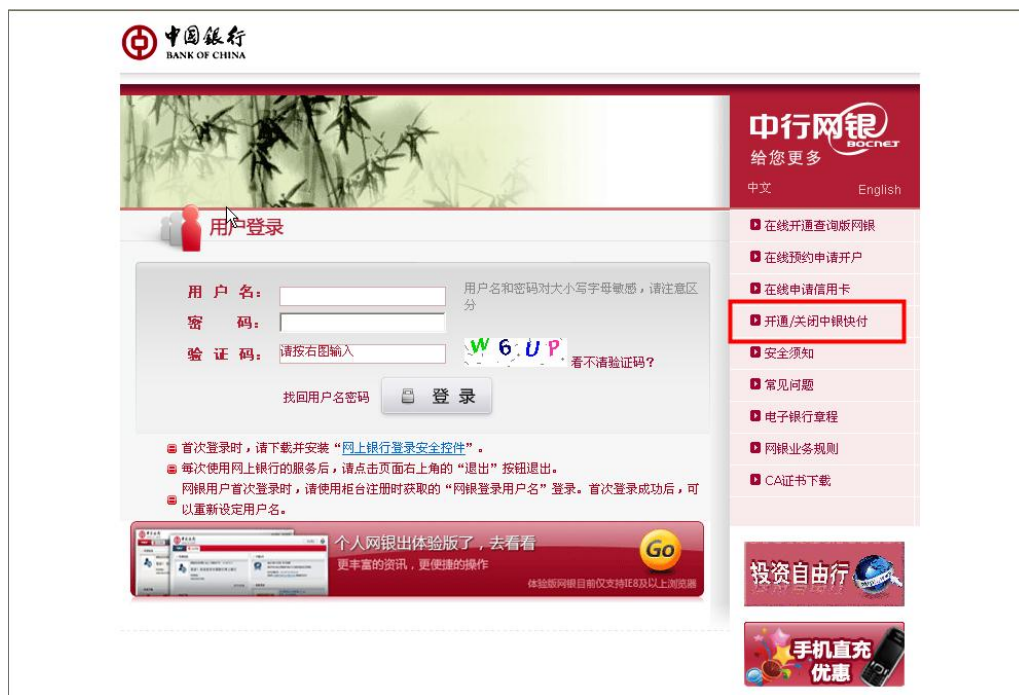 中国银行
BANK OF CHINA
中行网银
BOCNET
给您更多
中文 English
用户登录
用 户 名：
用户名和密码对大小写字母敏感，请注意区
分
密 码：
验 证 码：
请按右图输入
W6UP
看不清验证码?
找回用户名密码
登 录
首次登录时，请下载并安装“网上银行登录安全控件”。
每次使用网上银行的服务后，请点击页面右上角的“退出”按钮退出。
网银用户首次登录时，请使用柜台注册时获取的“网银登录用户名”登录。首次登录成功后，可
以重新设定用户名。
个人网银出体验版了，去看看
更丰富的资讯，更便捷的操作
Go
体验版网银目前仅支持IE8及以上浏览器
在线开通查询版网银
在线预约申请开户
在线申请信用卡
开通/关闭中银快付
安全须知
常见问题
电子银行章程
网银业务规则
CA证书下载
投资自由行
手机直充
优惠